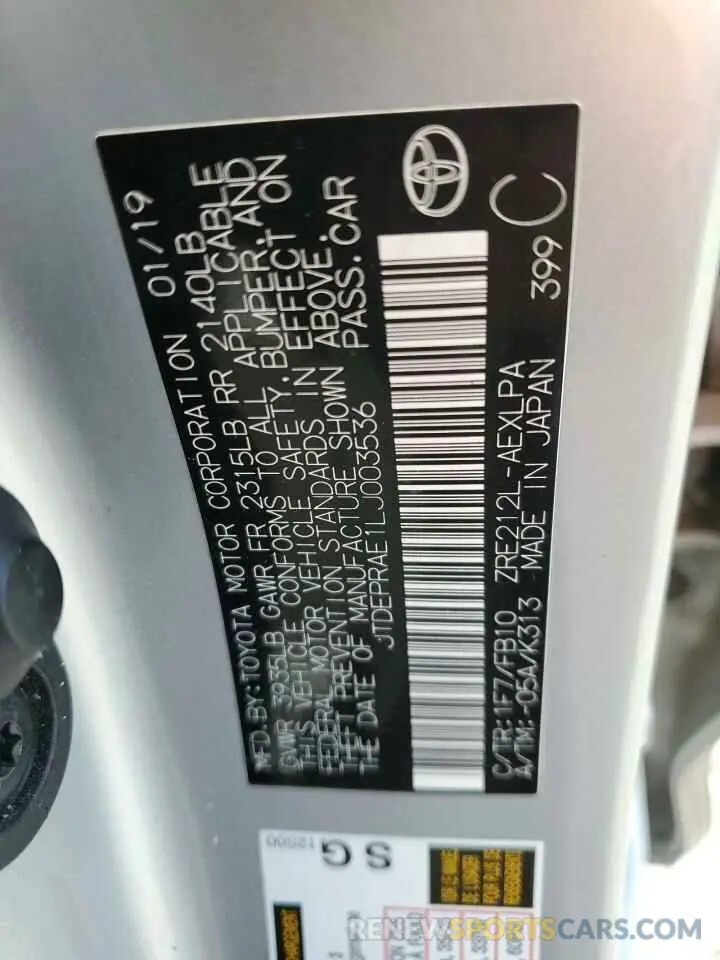 MFD.BY:TOYOTA MOTOR CORPORATION 01/19
GVWR 3935LB GAWR FR 2315LB RR 2140LB
THIS VEHICLE CONFORMS TO ALL APPLICABLE
FEDERAL MOTOR VEHICLE SAFETY,BUMPER,AND
THEFT PREVENTION STANDARDS IN EFFECT ON
THE DATE OF MANUFACTURE SHOWN ABOVE.
JTDEPRAE1LJ003536 PASS.CAR
C/TR:1F7/FB10 ZRE212L-AEXLPA 399
A/TM:-05A/K313 MADE IN JAPAN
C
SG
12000
RENEWSPORTSCARS.COM